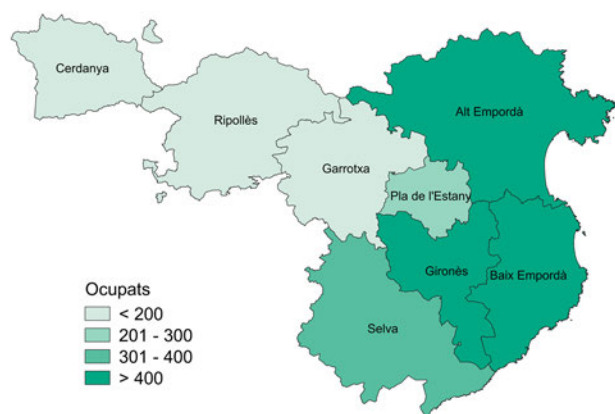 Cerdanya
Ripollès
Alt Empordà
Garrotxa
Pla de l'Estany
Gironès
Baix Empordà
Selva
Ocupats
< 200
201 - 300
301 - 400
> 400